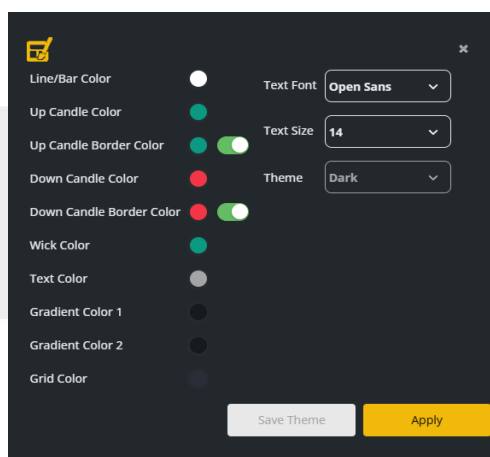 Line/Bar Color
Up Candle Color
Up Candle Border Color
Down Candle Color
Down Candle Border Color
Wick Color
Text Color
Gradient Color 1
Gradient Color 2
Grid Color
Text Font Open Sans
Text Size 14
Theme Dark
Save Theme
Apply